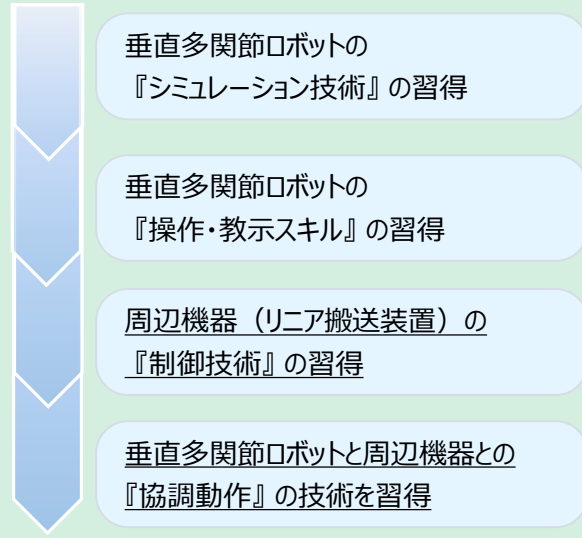 垂直多関節ロボットの
『シミュレーション技術』の習得
垂直多関節ロボットの
『操作・教示スキル』の習得
周辺機器（リニア搬送装置）の
『制御技術』の習得
垂直多関節ロボットと周辺機器との
『協調動作』の技術を習得